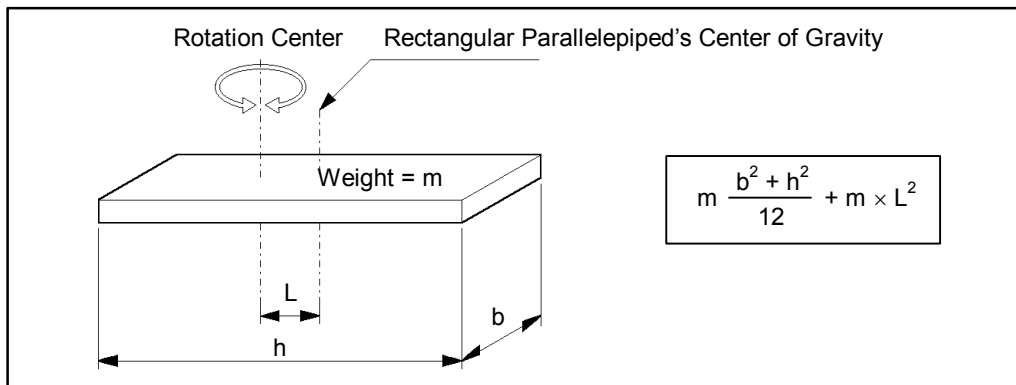 Rotation Center
Rectangular Parallelepiped's Center of Gravity
Weight = m
m (b² + h²)/12 + m × L²
L
b
h